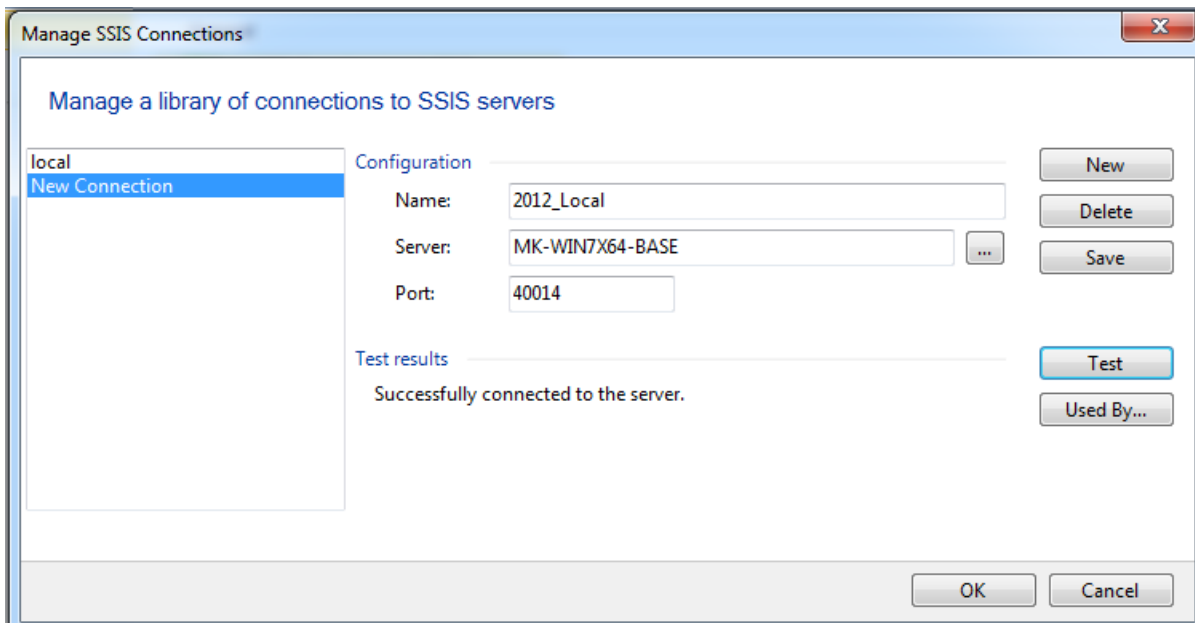 Manage SSIS Connections
Manage a library of connections to SSIS servers
local
New Connection
Configuration
Name: 2012_Local
Server: MK-WIN7X64-BASE ...
Port: 40014
New
Delete
Save
Test results
Successfully connected to the server.
Test
Used By...
OK Cancel